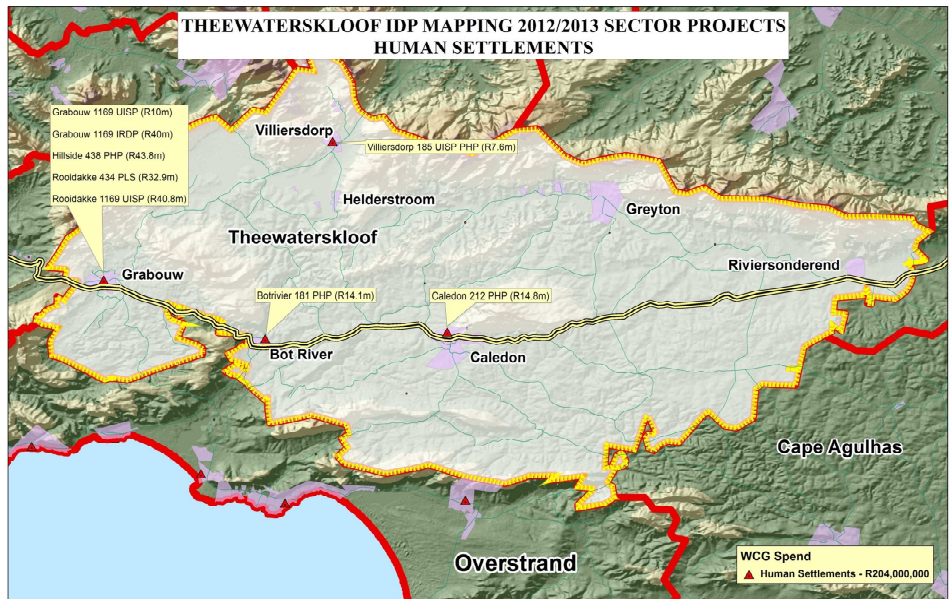 THEEWATERSKLOOF IDP MAPPING 2012/2013 SECTOR PROJECTS
HUMAN SETTLEMENTS
Grabouw 1169 UISP (R10m)
Grabouw 1169 IRDP (R40m)
Hillside 438 PHP (R43.8m)
Rooidakke 434 PLS (R32.9m)
Rooidakke 1169 UISP (R40.8m)
Villiersdorp
Villiersdorp 185 UISP PHP (R7.6m)
Helderstroom
Greyton
Theewaterskloof
Riviersonderend
Grabouw
Botrivier 181 PHP (R14.1m)
Caledon 212 PHP (R14.8m)
Bot River
Caledon
Cape Agulhas
Overstrand
WCG Spend
Human Settlements - R204,000,000